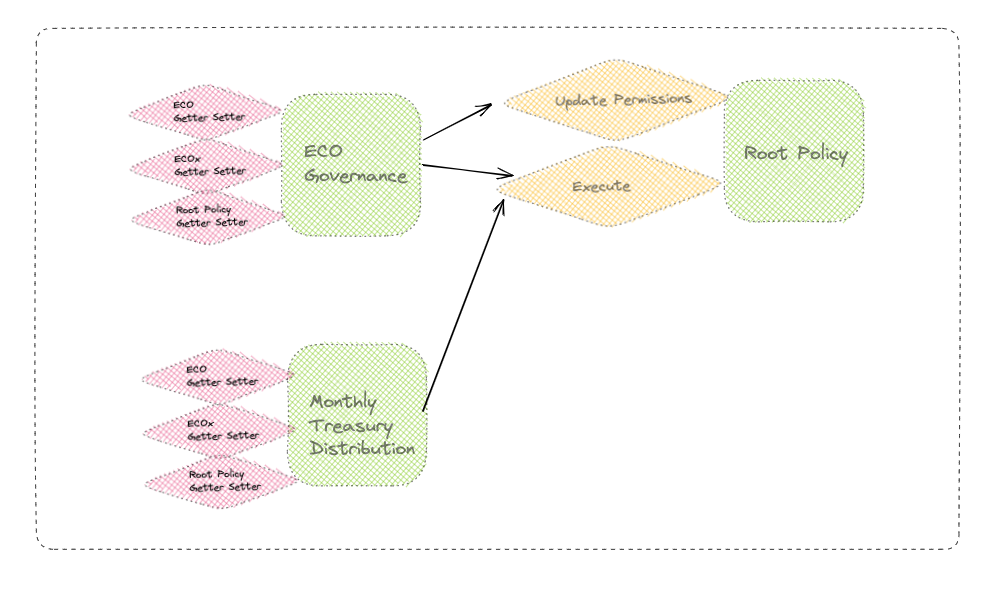 ECO
Getter Setter
ECOx
Getter Setter
Root Policy
Getter Setter
ECO
Governance
Update Permissions
Execute
Root Policy
ECO
Getter Setter
ECOx
Getter Setter
Root Policy
Getter Setter
Monthly
Treasury
Distribution